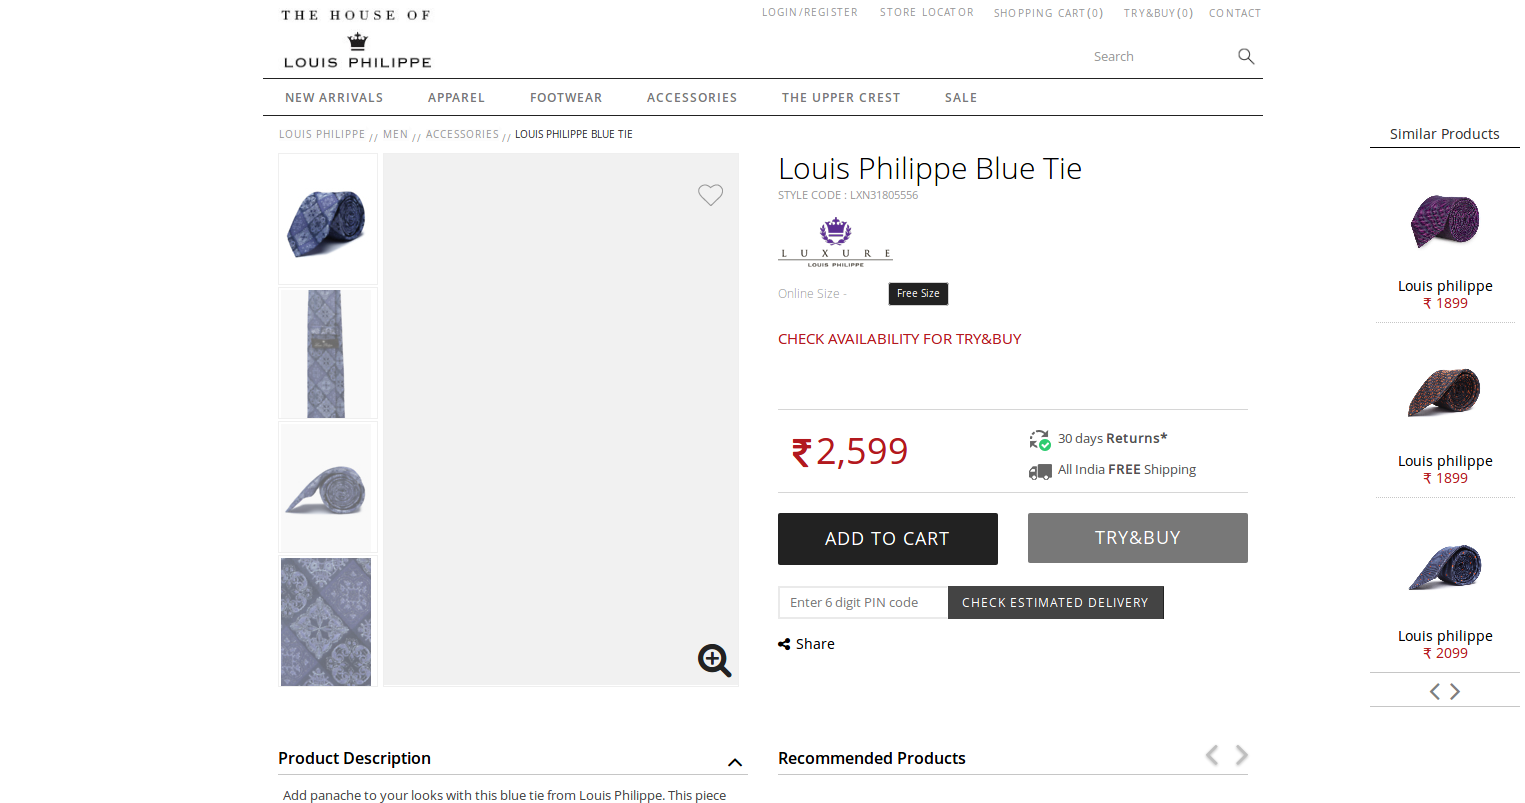 THE HOUSE OF
LOUIS PHILIPPE
LOGIN/REGISTER STORE LOCATOR SHOPPING CART(0) TRY&BUY(0) CONTACT
Search
NEW ARRIVALS APPAREL FOOTWEAR ACCESSORIES THE UPPER CREST SALE
LOUIS PHILIPPE // MEN // ACCESSORIES // LOUIS PHILIPPE BLUE TIE
Louis Philippe Blue Tie
STYLE CODE : LXN31805556
LUXURE
LOUIS PHILIPPE
Online Size - Free Size
CHECK AVAILABILITY FOR TRY&BUY
₹2,599
30 days Returns*
All India FREE Shipping
ADD TO CART TRY&BUY
Enter 6 digit PIN code CHECK ESTIMATED DELIVERY
Share
Similar Products
Louis philippe
₹ 1899
Louis philippe
₹ 1899
Louis philippe
₹ 2099
Product Description
Add panache to your looks with this blue tie from Louis Philippe. This piece
Recommended Products